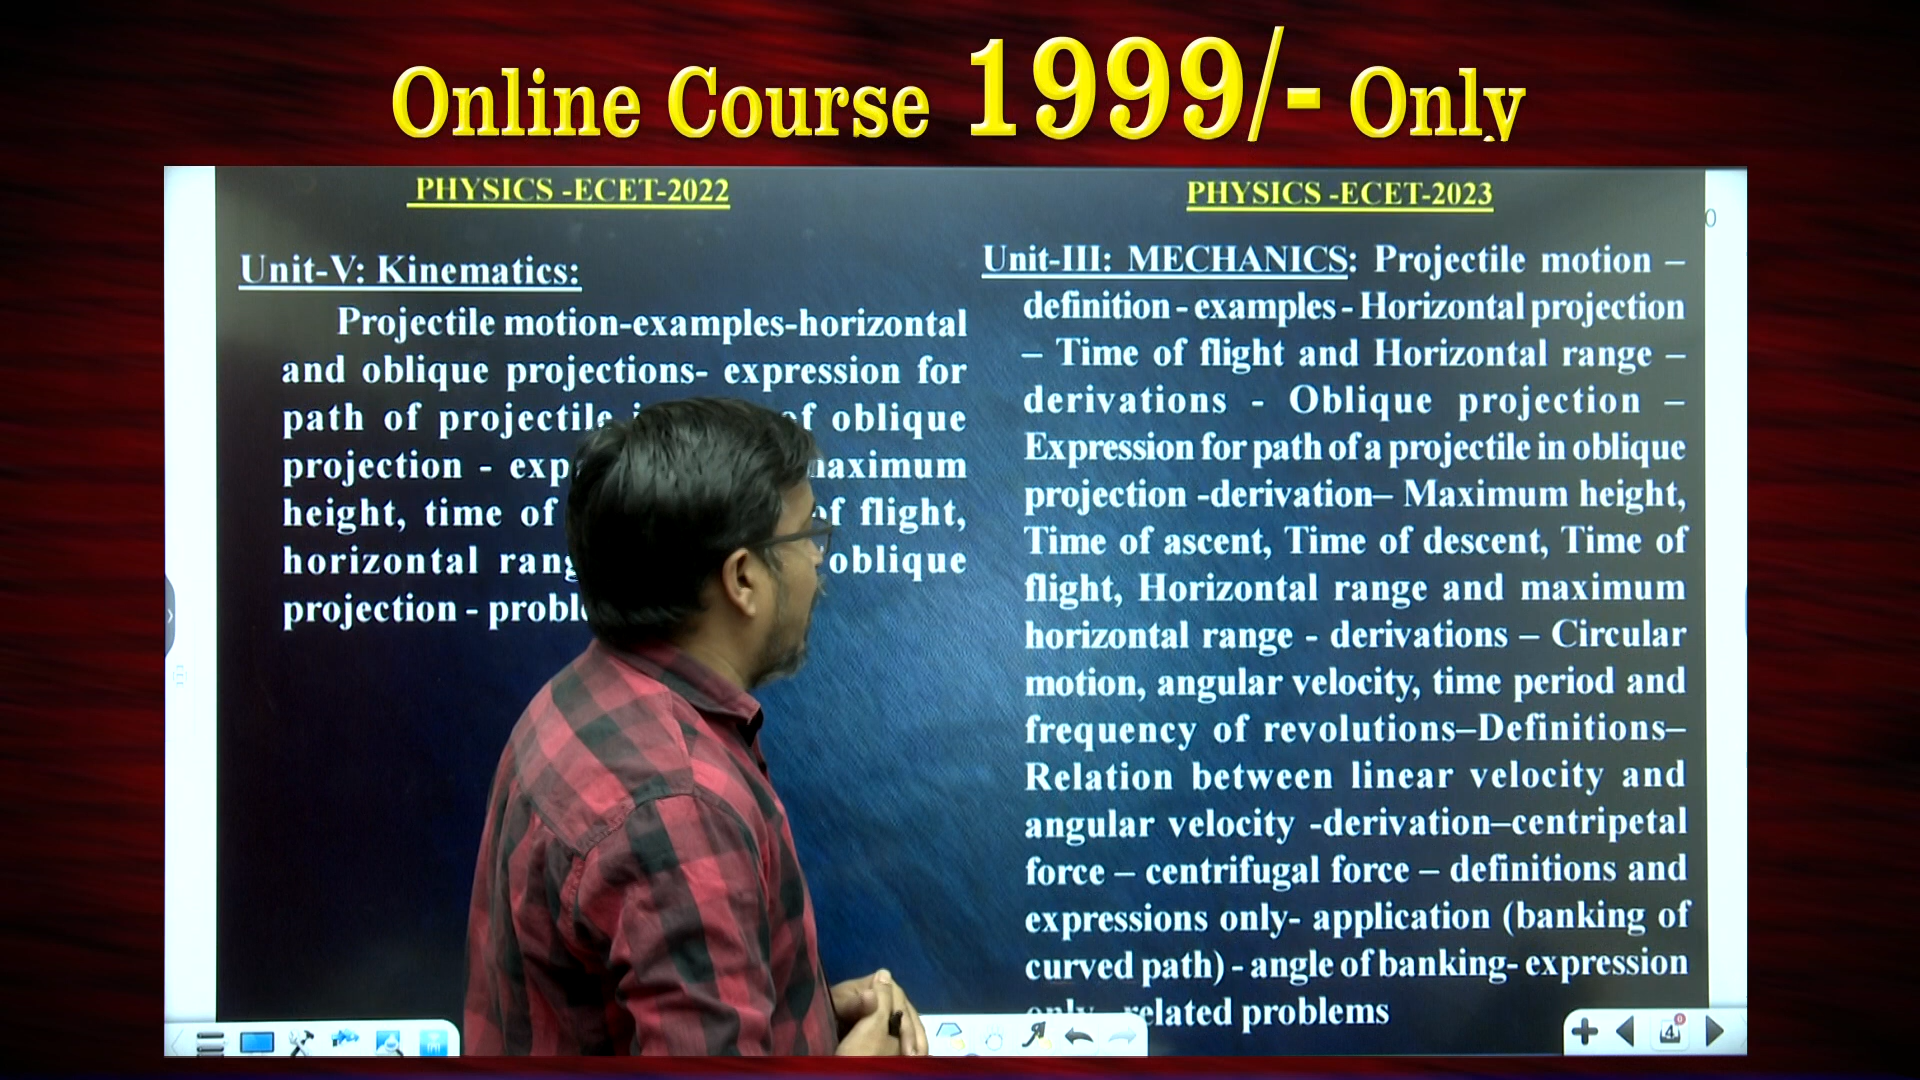 Online Course 1999/- Only
PHYSICS -ECET-2022
Unit-V: Kinematics:
Projectile motion-examples-horizontal
and oblique projections- expression for
path of projectile of oblique
projection - maximum
height, time of of flight,
horizontal oblique
projection -
PHYSICS -ECET-2023
Unit-III: MECHANICS: Projectile motion –
definition - examples - Horizontal projection
– Time of flight and Horizontal range –
derivations - Oblique projection –
Expression for path of a projectile in oblique
projection -derivation– Maximum height,
Time of ascent, Time of descent, Time of
flight, Horizontal range and maximum
horizontal range - derivations – Circular
motion, angular velocity, time period and
frequency of revolutions–Definitions–
Relation between linear velocity and
angular velocity -derivation–centripetal
force – centrifugal force – definitions and
expressions only- application (banking of
curved path) - angle of banking- expression
only related problems
4